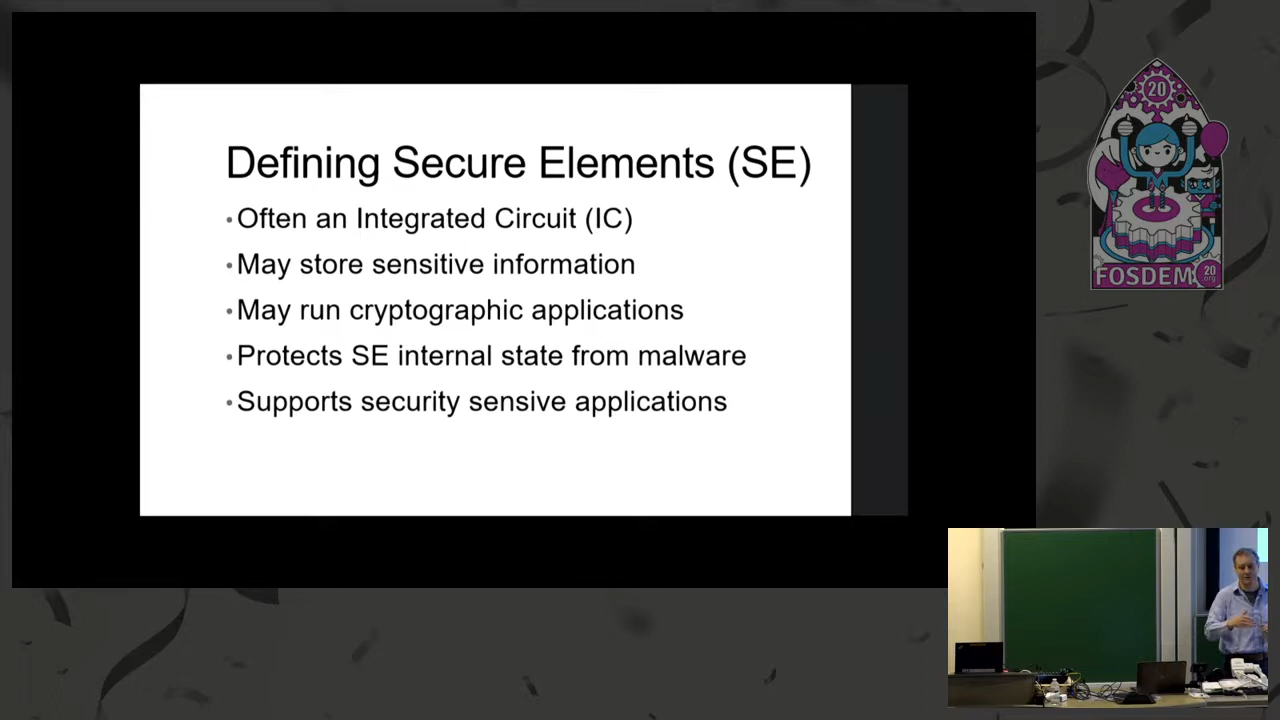 Defining Secure Elements (SE)
• Often an Integrated Circuit (IC)
• May store sensitive information
• May run cryptographic applications
• Protects SE internal state from malware
• Supports security sensive applications
20
FOSDEM 20
.org